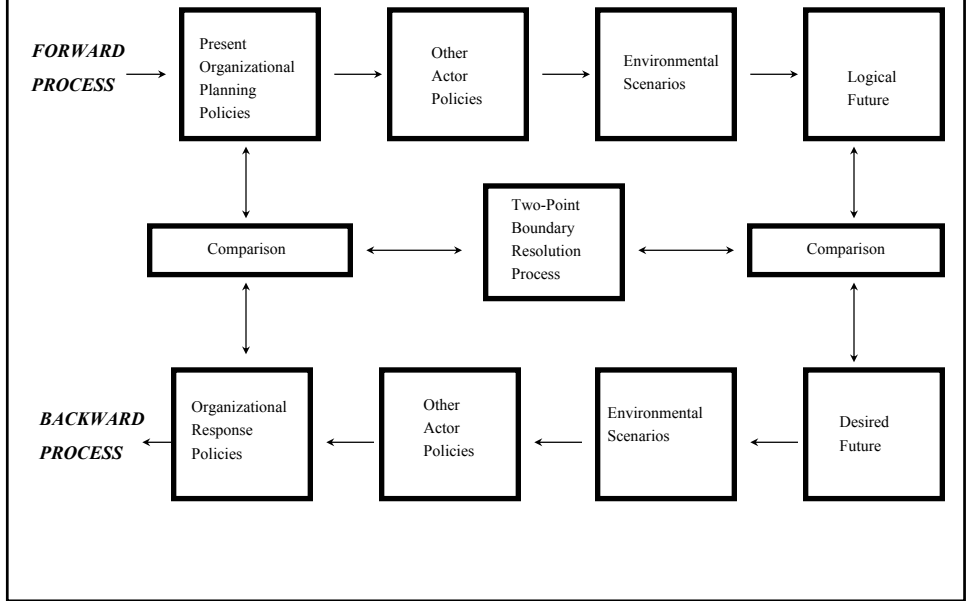 FORWARD
PROCESS
Present
Organizational
Planning
Policies
Other
Actor
Policies
Environmental
Scenarios
Logical
Future
Comparison
Two-Point
Boundary
Resolution
Process
Comparison
BACKWARD
PROCESS
Organizational
Response
Policies
Other
Actor
Policies
Environmental
Scenarios
Desired
Future